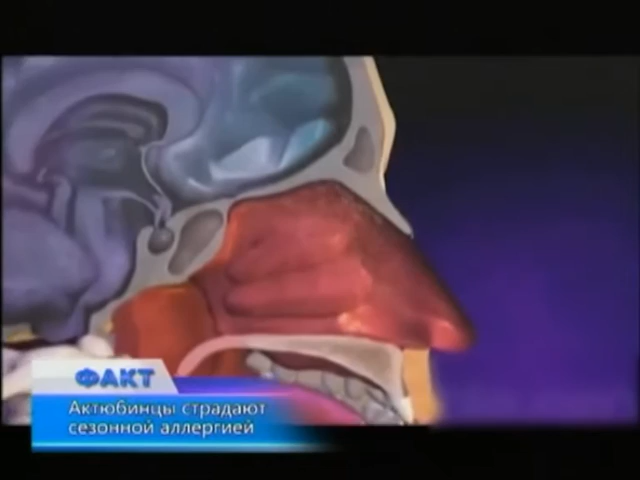 ФАКТ
Актюбинцы страдают
сезонной аллергией